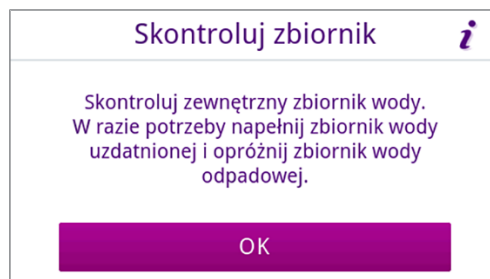 Skontroluj zbiornik
i
Skontroluj zewnętrzny zbiornik wody.
W razie potrzeby napełnij zbiornik wody
uzdatnionej i opróżnij zbiornik wody
odpadowej.
OK